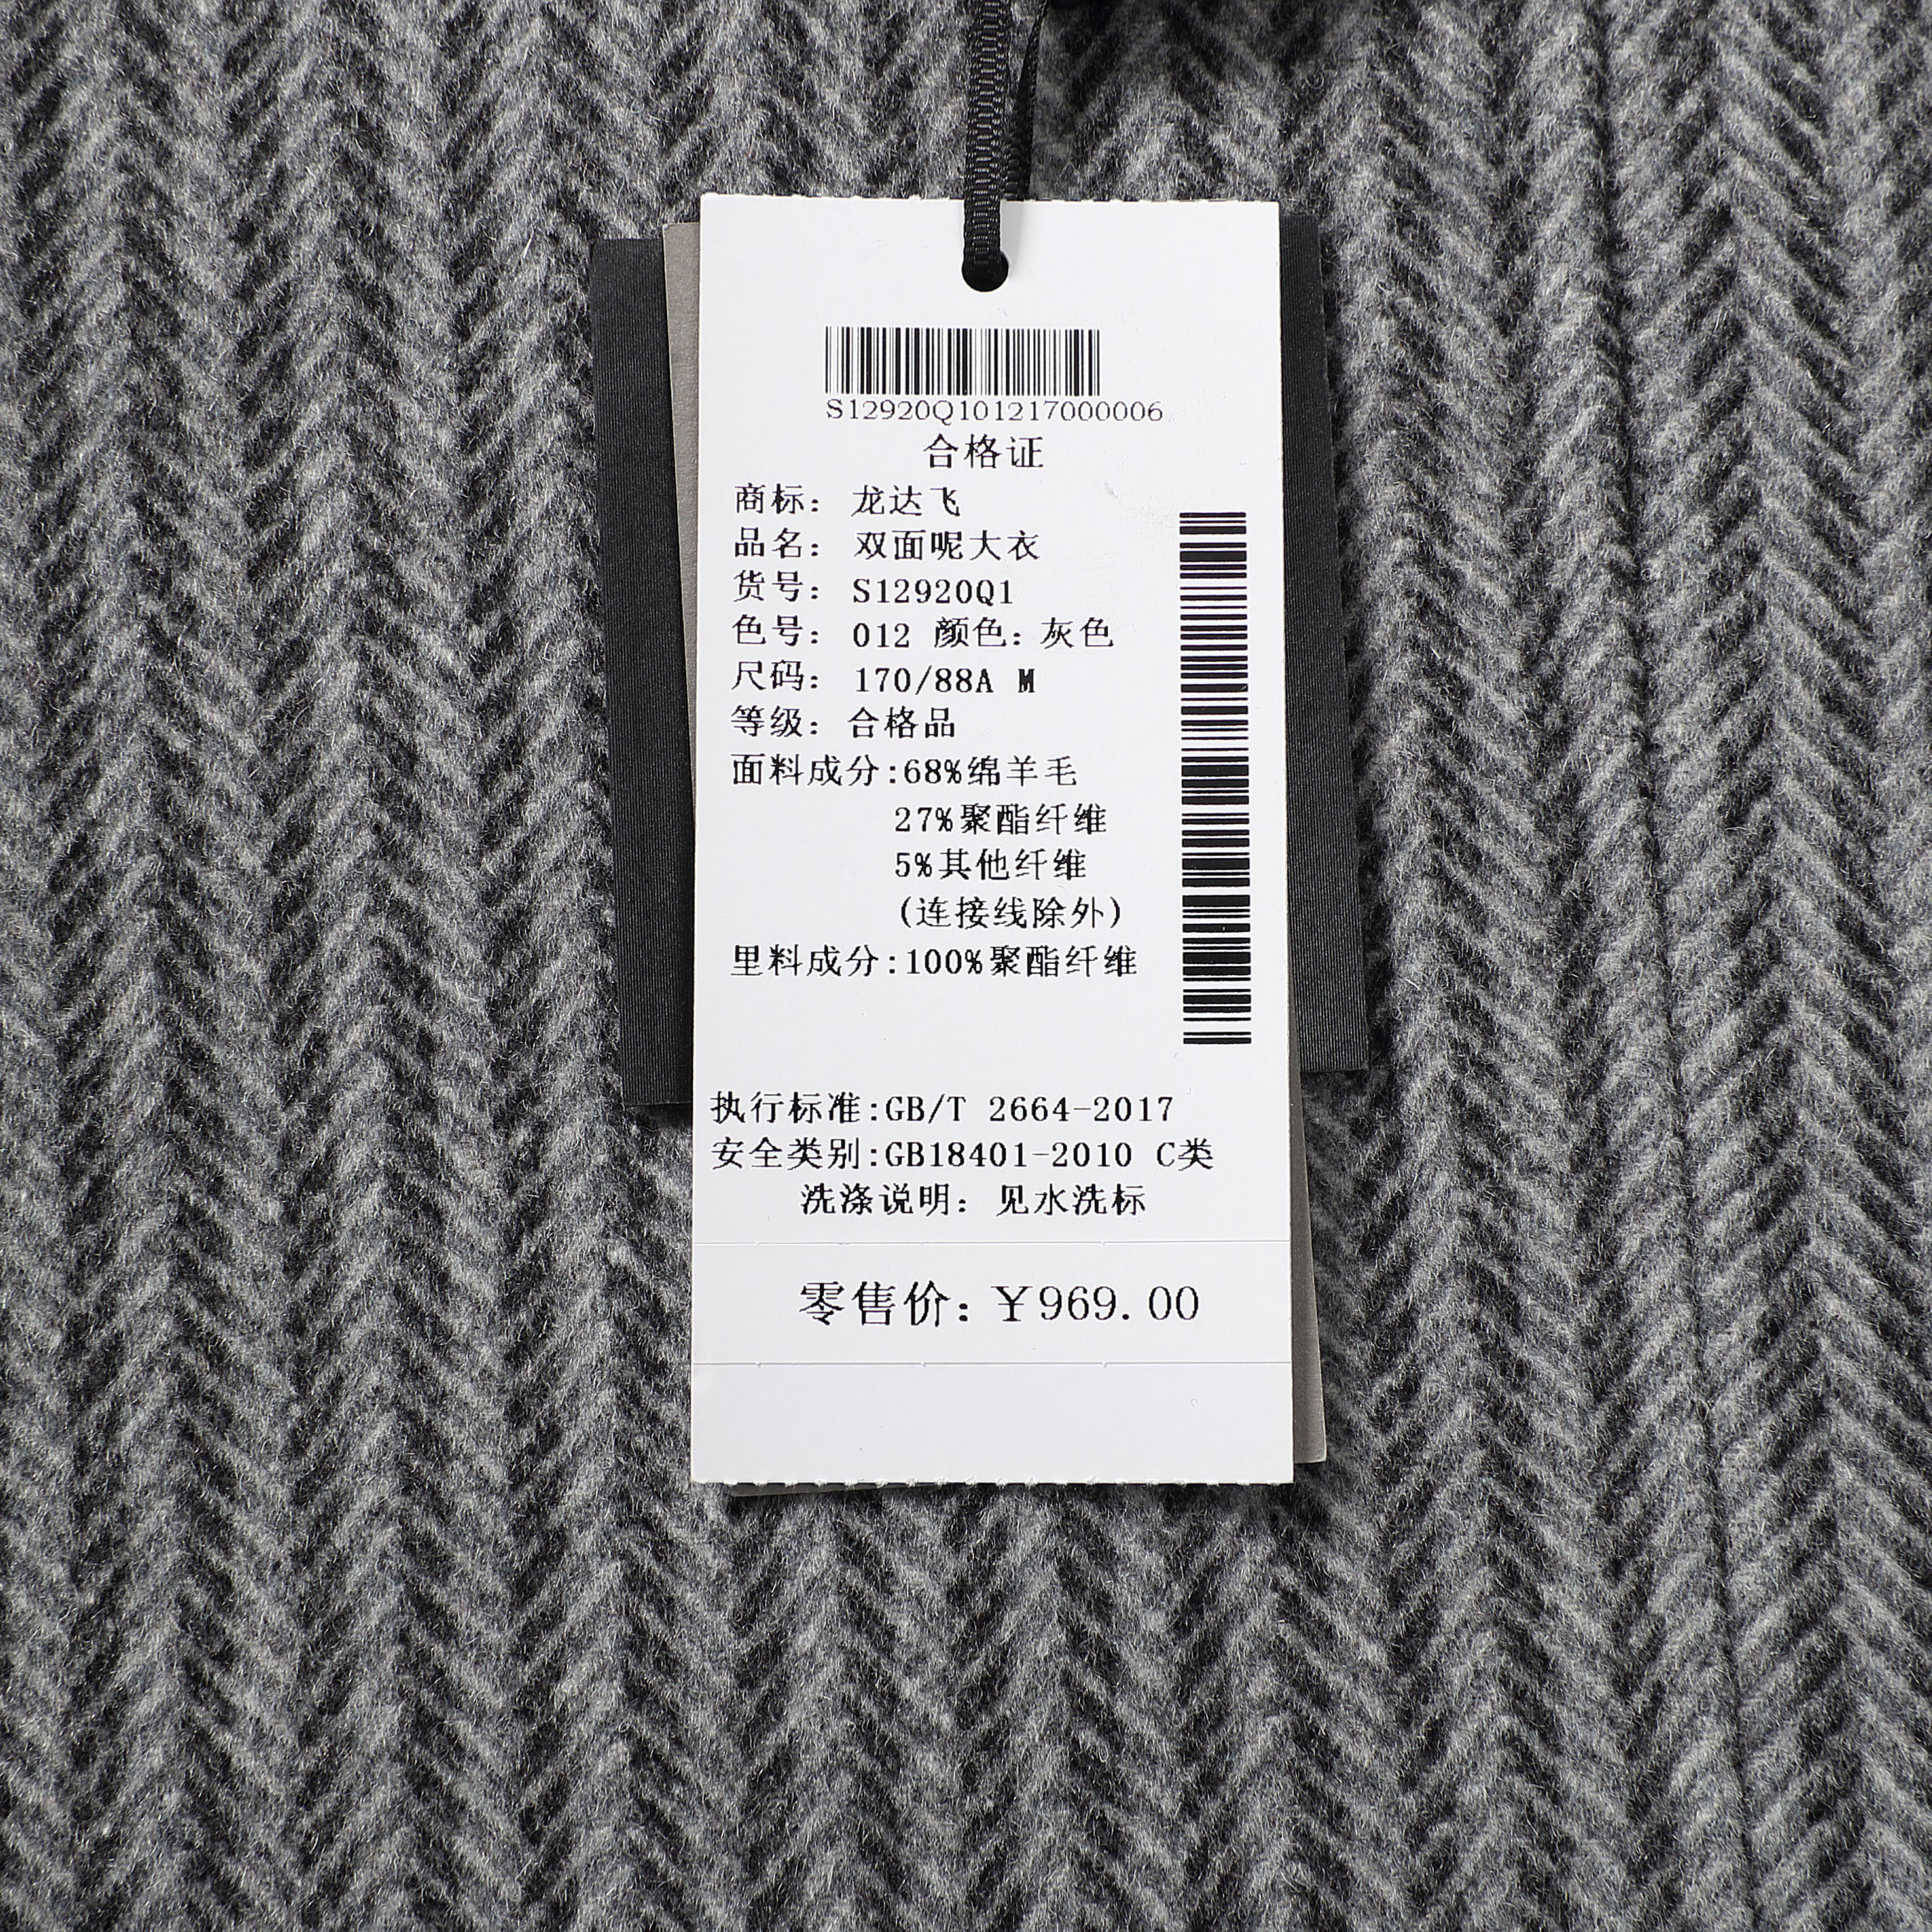 S12920Q101217000006
合格证
商标：龙达飞
品名：双面呢大衣
货号：S12920Q1
色号：012 颜色：灰色
尺码：170/88A M
等级：合格品
面料成分:68%绵羊毛
27%聚酯纤维
5%其他纤维
(连接线除外)
里料成分:100%聚酯纤维
执行标准:GB/T 2664-2017
安全类别:GB18401-2010 C类
洗涤说明：见水洗标
零售价：￥969.00